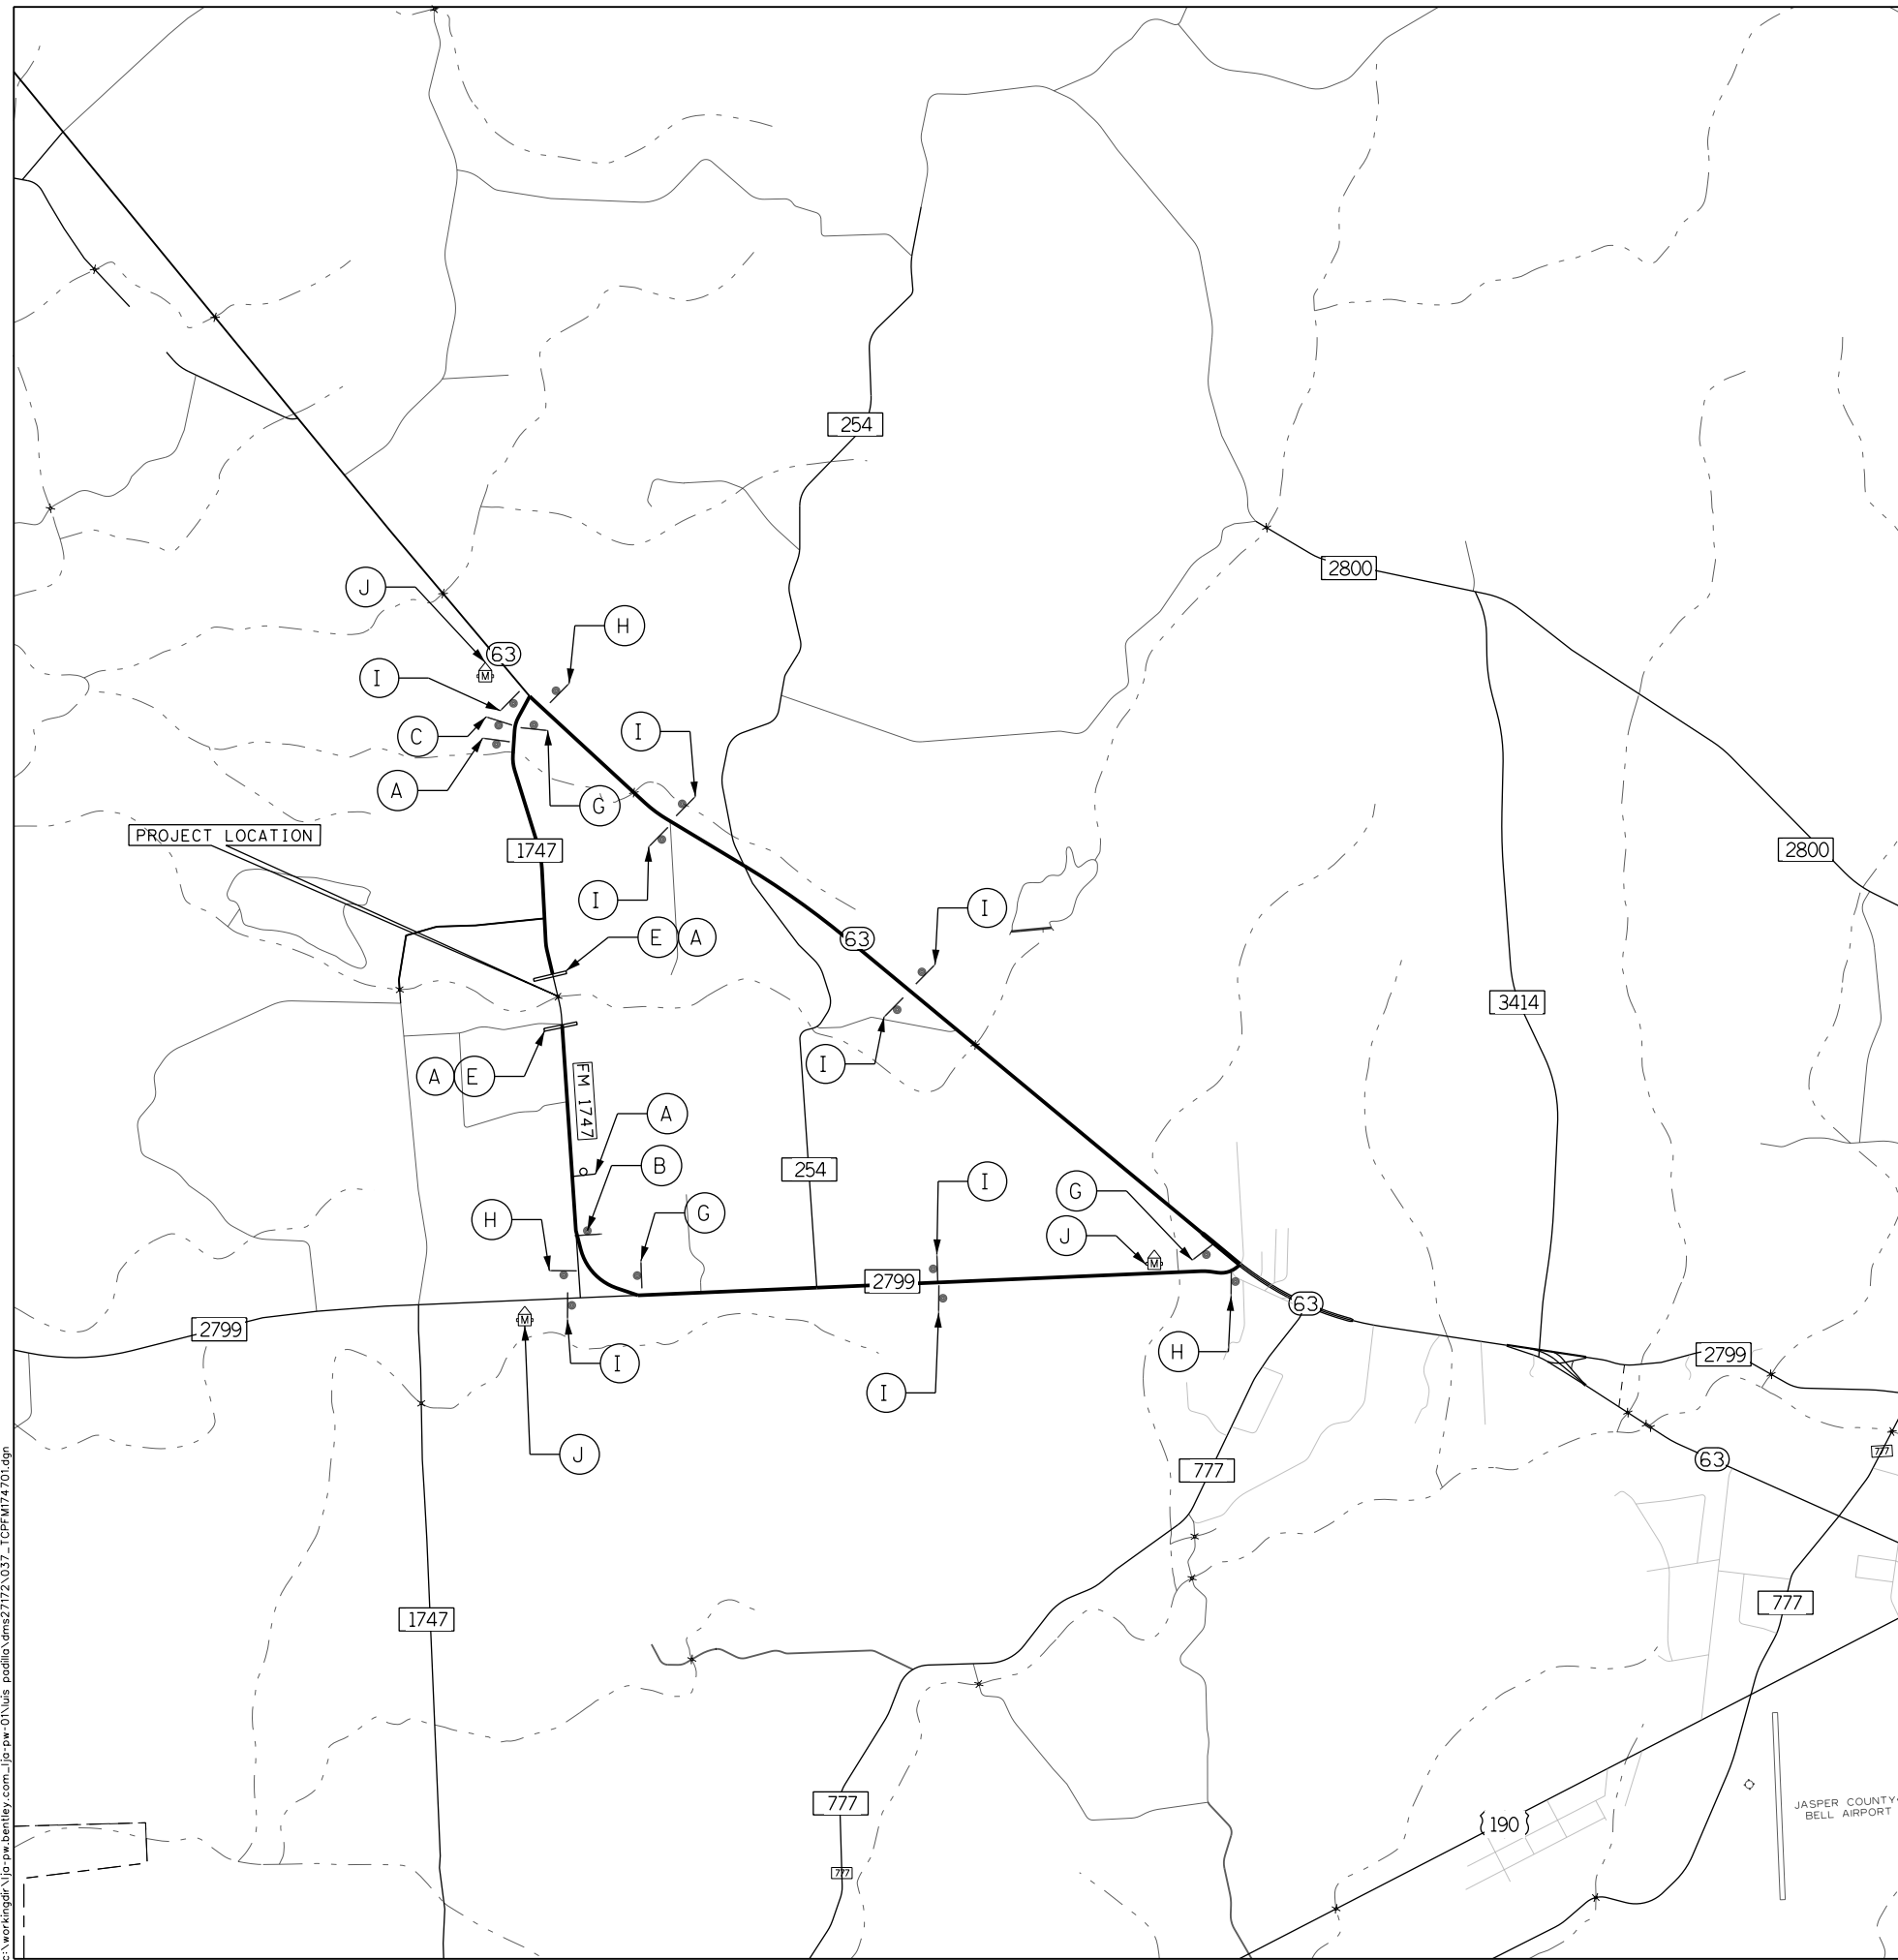 254
2800
J
H
63
M
I
C
I
A
G
PROJECT LOCATION
1747
2800
I
I
E A
63
3414
I
A E
FM 1747
A
B
254
I
G
H
G
J
M
2799
63
M
2799
H
2799
I
I
J
777
63
777
777
1747
777
190
JASPER COUNTY-
BELL AIRPORT
777
c:\workingdir\lja-pw.bentley.com_lja-pw-01\luis padilla\dms27172\037_TCPFM174701.dgn